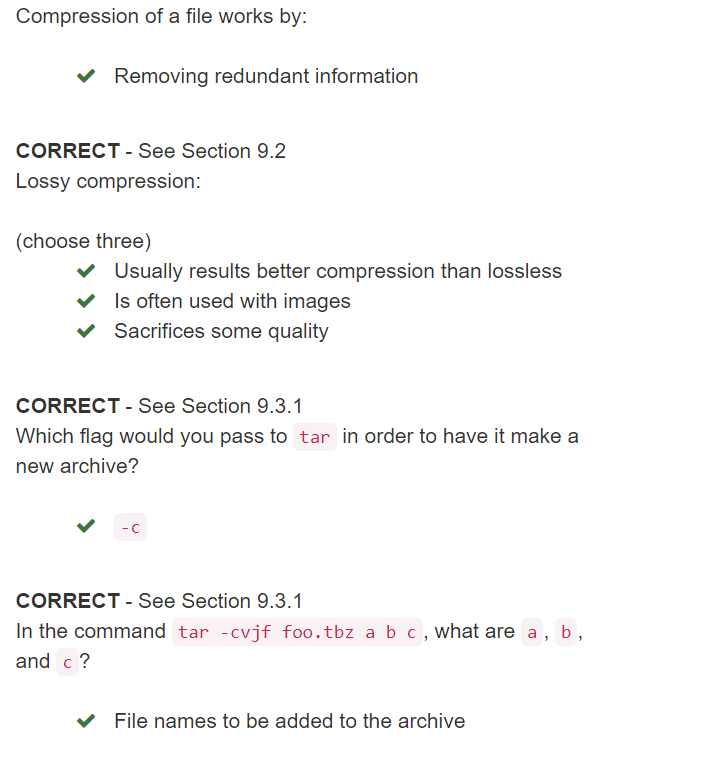 Compression of a file works by:
Removing redundant information
CORRECT - See Section 9.2
Lossy compression:
(choose three)
Usually results better compression than lossless
Is often used with images
Sacrifices some quality
CORRECT - See Section 9.3.1
Which flag would you pass to tar in order to have it make a
new archive?
-c
CORRECT - See Section 9.3.1
In the command tar -cvjf foo.tbz a b c, what are a, b,
and c?
File names to be added to the archive